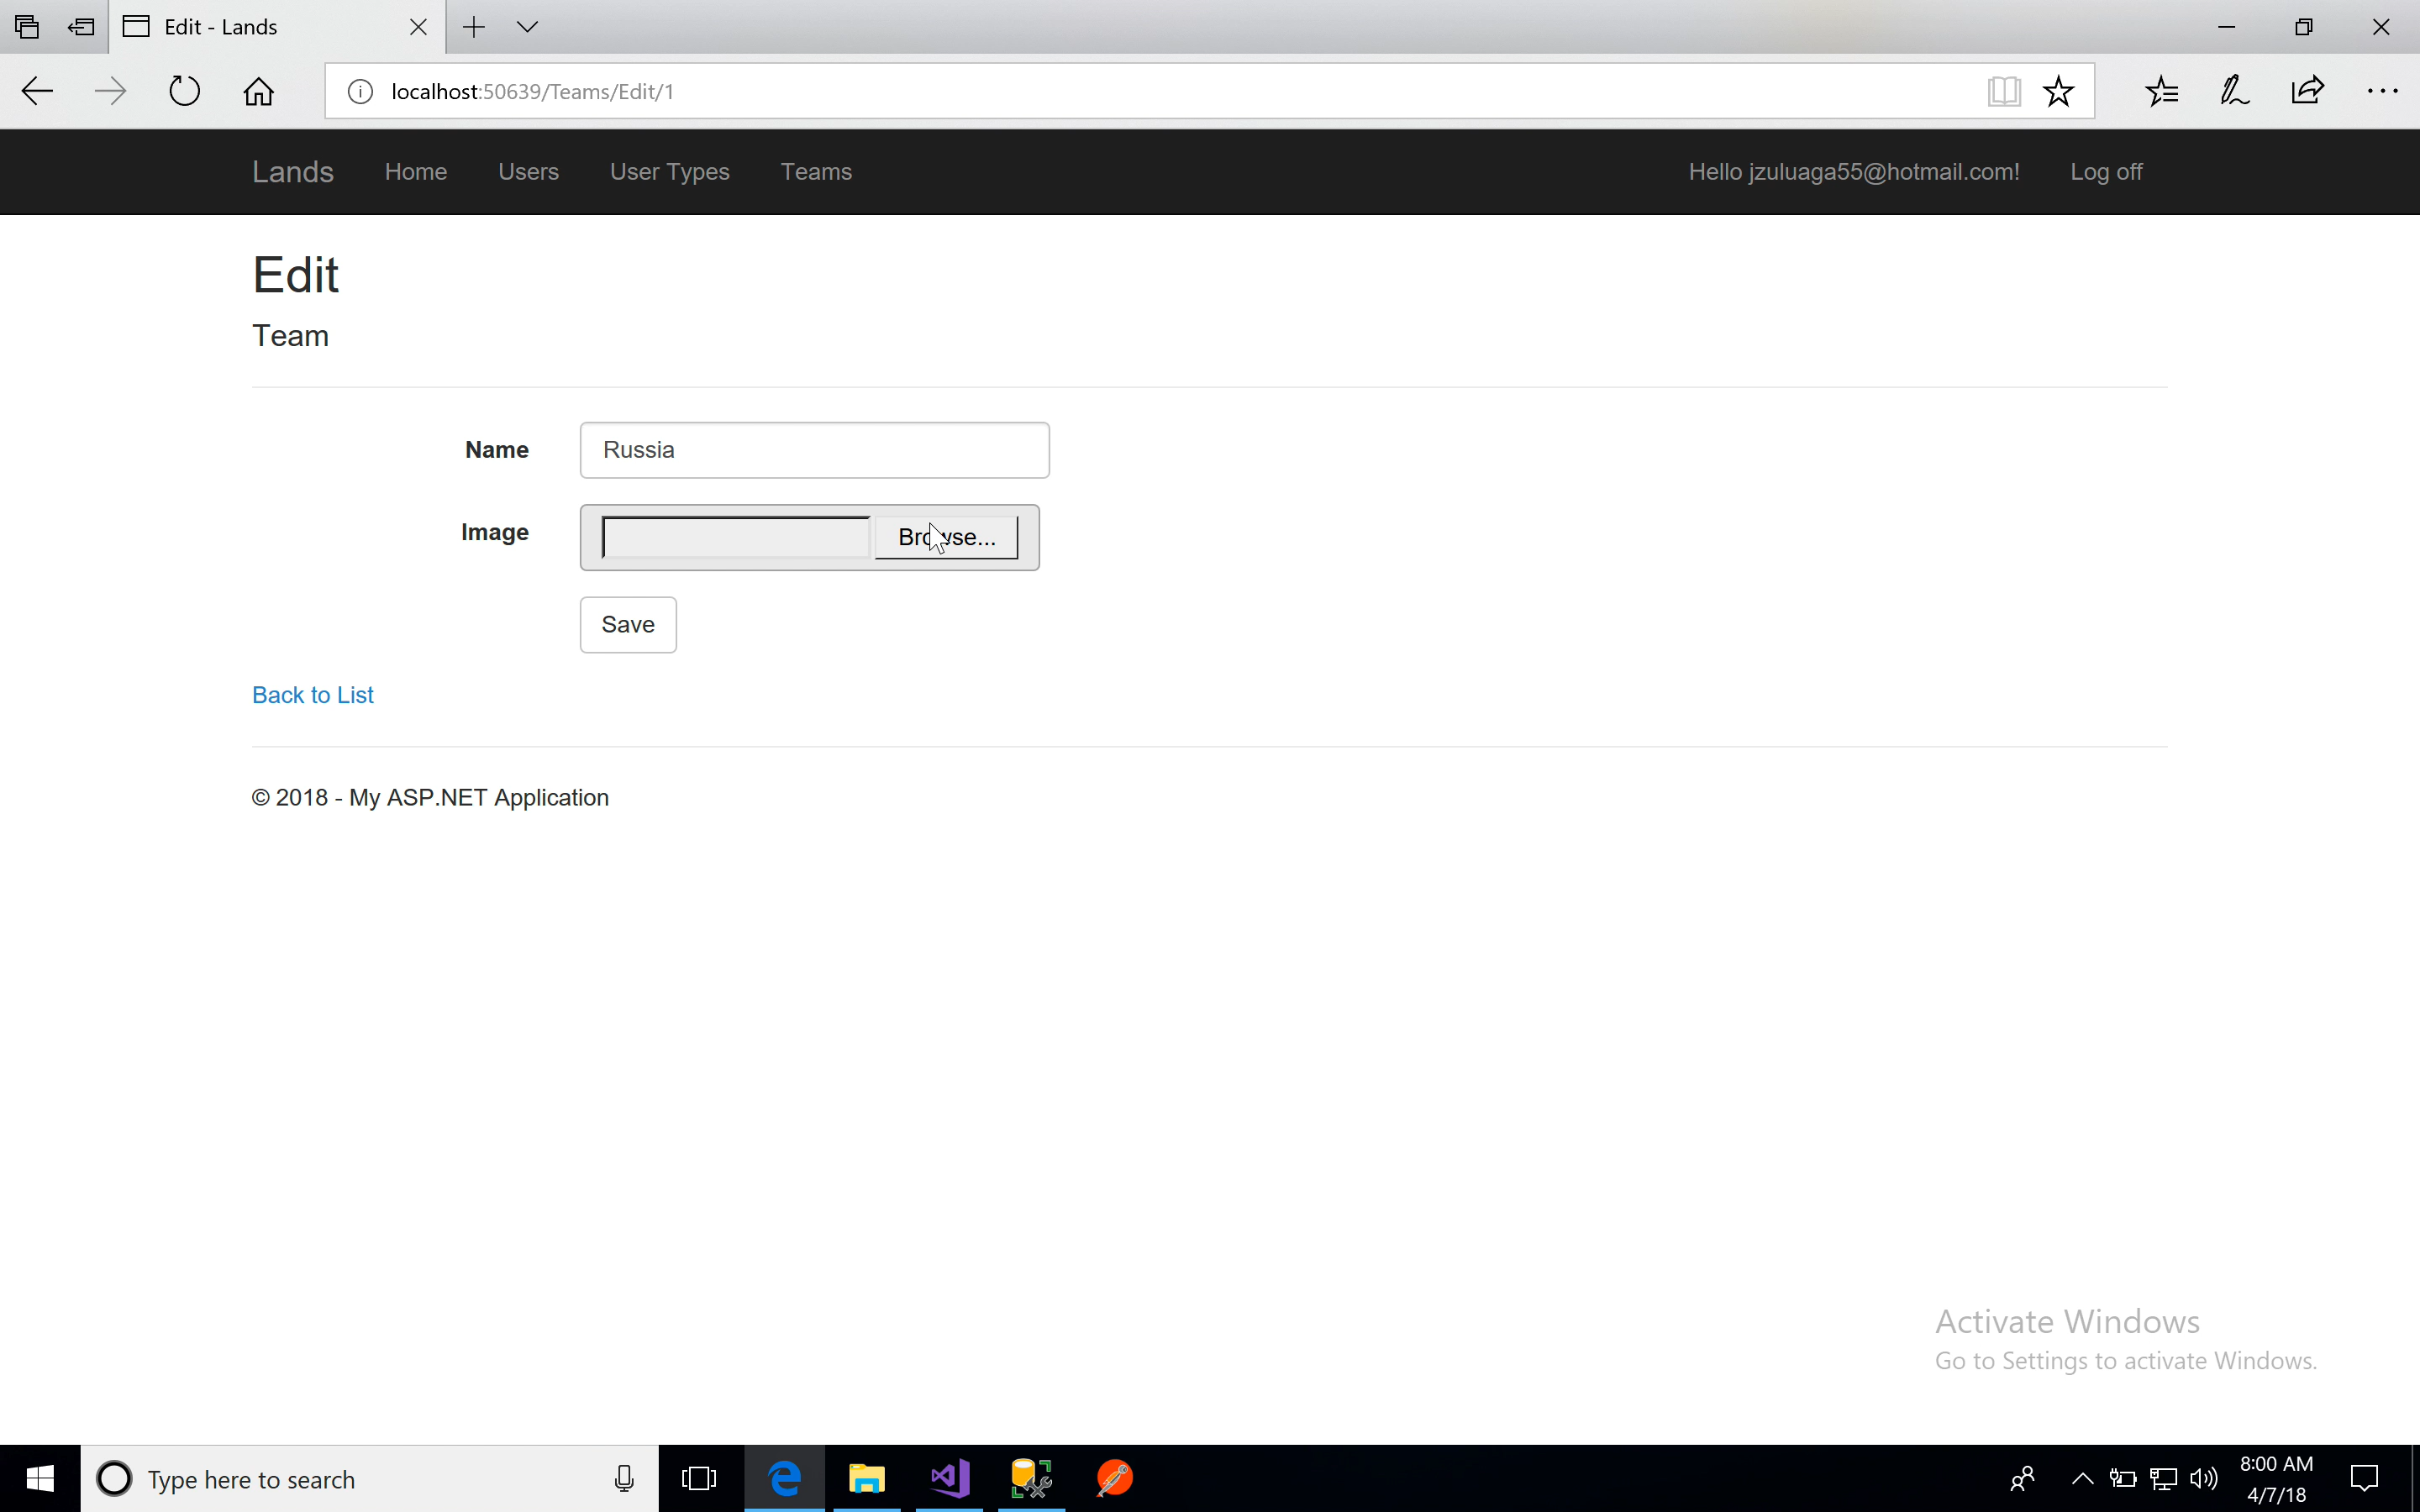 Edit - Lands
localhost:50639/Teams/Edit/1
Lands Home Users User Types Teams Hello jzuluaga55@hotmail.com! Log off
Edit
Team
Name Russia
Image Browse...
Save
Back to List
© 2018 - My ASP.NET Application
Activate Windows
Go to Settings to activate Windows.
Type here to search
8:00 AM
4/7/18